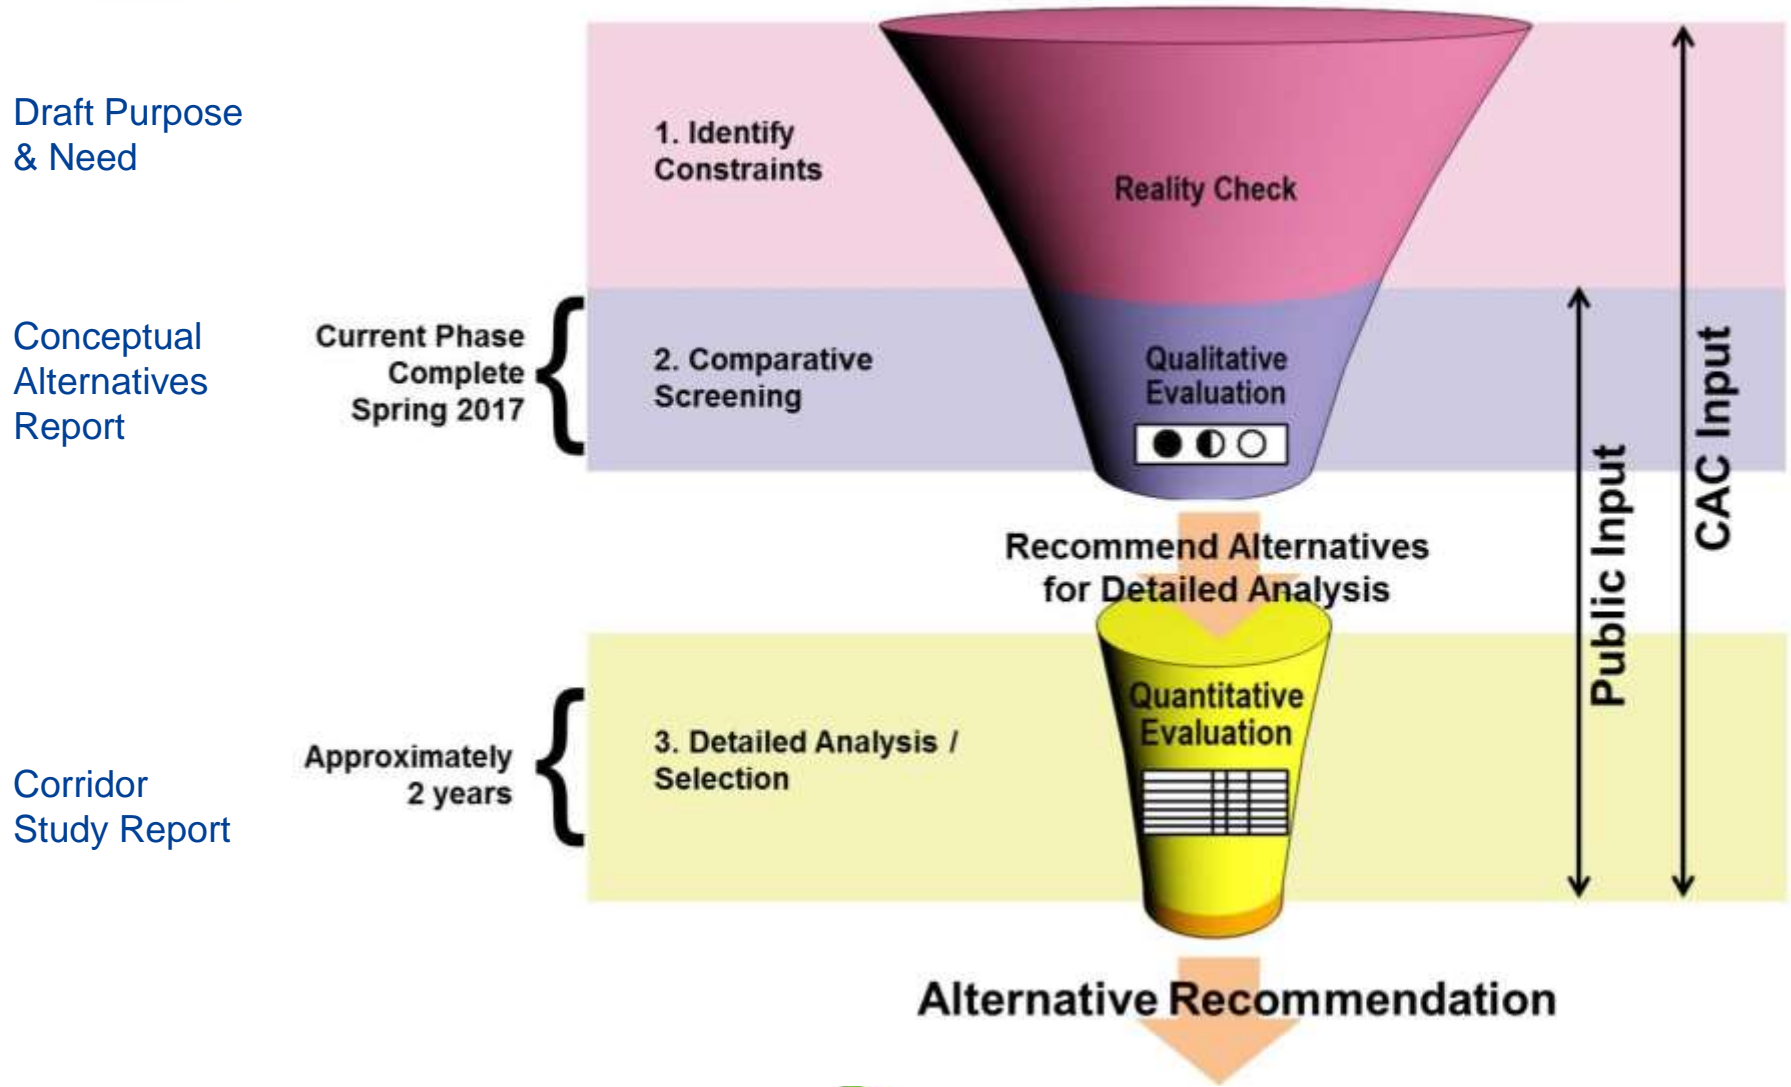 Draft Purpose
& Need
1. Identify
Constraints
Reality Check
Conceptual
Alternatives
Report
Current Phase
Complete
Spring 2017
2. Comparative
Screening
Qualitative
Evaluation
Recommend Alternatives
for Detailed Analysis
Public Input
CAC Input
Corridor
Study Report
Approximately
2 years
3. Detailed Analysis /
Selection
Quantitative
Evaluation
Alternative Recommendation